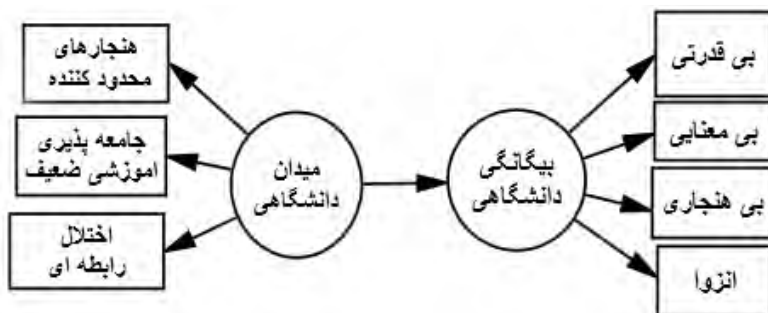 بی قدرتی
بی معنایی
بی هنجاری
انزوا
بیگانگی
دانشگاهی
میدان
دانشگاهی
هنجارهای
محدود کننده
جامعه پذیری
اموزشی ضعیف
اختلال
رابطه ای